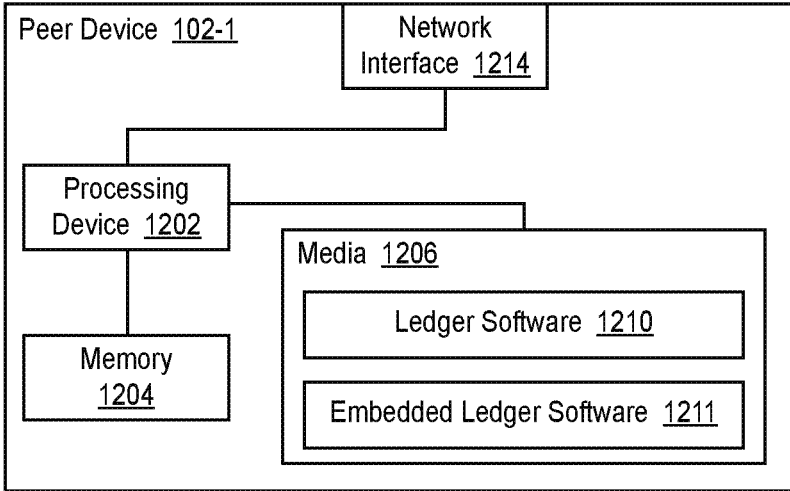 Peer Device 102-1
Network
Interface 1214
Processing
Device 1202
Media 1206
Ledger Software 1210
Memory
1204
Embedded Ledger Software 1211